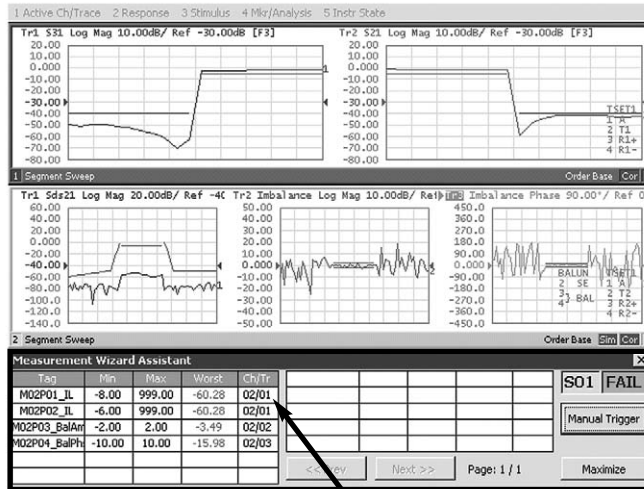 1 Active Ch/Trace 2 Response 3 Stimulus 4 Mkr/Analysis 5 Instr State
Tr1 S31 Log Mag 10.00dB/ Ref -30.00dB [F3]
20.00
10.00
0.000
-10.00
-20.00
-30.00
-40.00
-50.00
-60.00
-70.00
-80.00
1
Tr2 S21 Log Mag 10.00dB/ Ref -30.00dB [F3]
20.00
10.00
0.000
-10.00
-20.00
-30.00
-40.00
-50.00
-60.00
-70.00
-80.00
TSET1
1 A
2 T1
3 R1+
4 R1-
1 Segment Sweep
Order Base Cor
Tr1 Sds21 Log Mag 20.00dB/ Ref -40
60.00
40.00
20.00
0.000
-20.00
-40.00
-60.00
-80.00
-100.0
-120.0
-140.0
1
Tr2 Imbalance Log Mag 10.00dB/ Ref
50.00
40.00
30.00
20.00
10.00
0.000
-10.00
-20.00
-30.00
-40.00
-50.00
2
Tr3 Imbalance Phase 90.00°/ Ref 0
450.0
360.0
270.0
180.0
90.00
0.000
-90.00
-180.0
-270.0
-360.0
-450.0
BALUN
2 SE
3
4 BAL
TSET1
1 A
2 T2
3 R2+
4 R2-
2 Segment Sweep
Order Base Sim Cor
Measurement Wizard Assistant
Tag Min Max Worst Ch/Tr
M02P01_IL -8.00 999.00 -60.28 02/01
M02P02_IL -6.00 999.00 -60.28 02/01
M02P03_BalAm -2.00 2.00 -3.49 02/02
M02P04_BalPh -10.00 10.00 -15.98 02/03
S01 FAIL
Manual Trigger
<< Prev Next >> Page: 1 / 1 Maximize